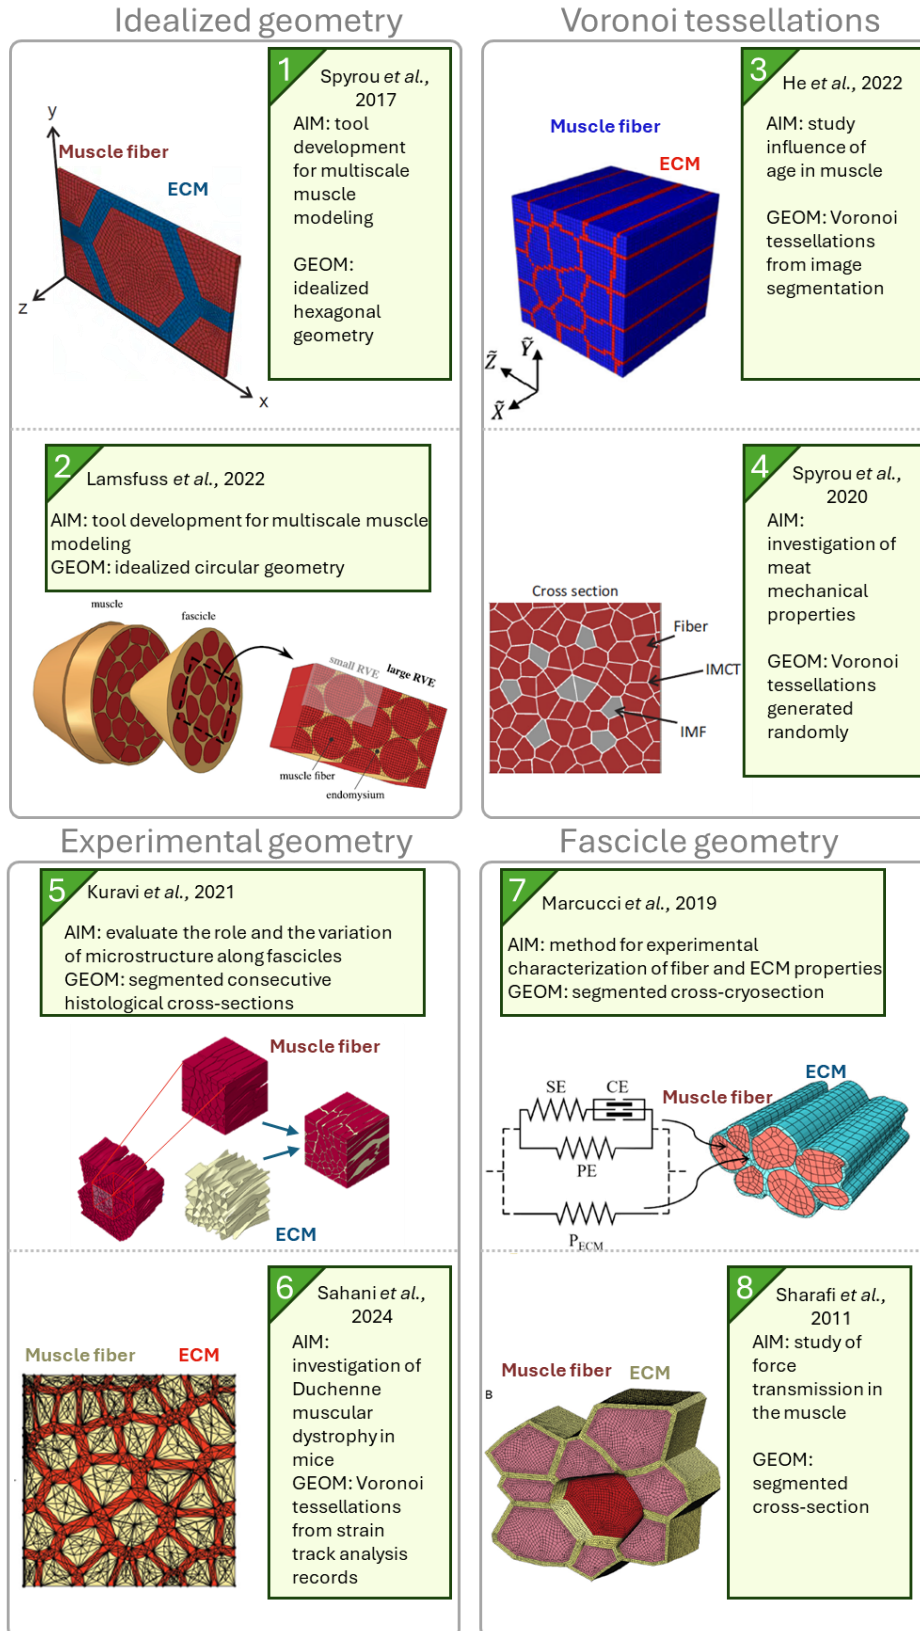 Idealized geometry
1
Spyrou et al.,
2017
AIM: tool
development
for multiscale
muscle
modeling
GEOM:
idealized
hexagonal
geometry
y
Muscle fiber
ECM
z
x
2
Lamsfuss et al., 2022
AIM: tool development for multiscale muscle
modeling
GEOM: idealized circular geometry
muscle
fascicle
small RVE
large RVE
muscle fiber
endomysium
Voronoi tessellations
3
He et al., 2022
AIM: study
influence of
age in muscle
GEOM: Voronoi
tessellations
from image
segmentation
Muscle fiber
ECM
Ỹ
Z̃
X̃
4
Spyrou et al.,
2020
AIM:
investigation of
meat
mechanical
properties
GEOM: Voronoi
tessellations
generated
randomly
Cross section
Fiber
IMCT
IMF
Experimental geometry
5
Kuravi et al., 2021
AIM: evaluate the role and the variation
of microstructure along fascicles
GEOM: segmented consecutive
histological cross-sections
Muscle fiber
ECM
6
Sahani et al.,
2024
AIM:
investigation of
Duchenne
muscular
dystrophy in
mice
GEOM: Voronoi
tessellations
from strain
track analysis
records
Muscle fiber
ECM
Fascicle geometry
7
Marcucci et al., 2019
AIM: method for experimental
characterization of fiber and ECM properties
GEOM: segmented cross-cryosection
ECM
Muscle fiber
SE
CE
PE
PECM
8
Sharafi et al.,
2011
AIM: study of
force
transmission in
the muscle
GEOM:
segmented
cross-section
Muscle fiber
ECM
B